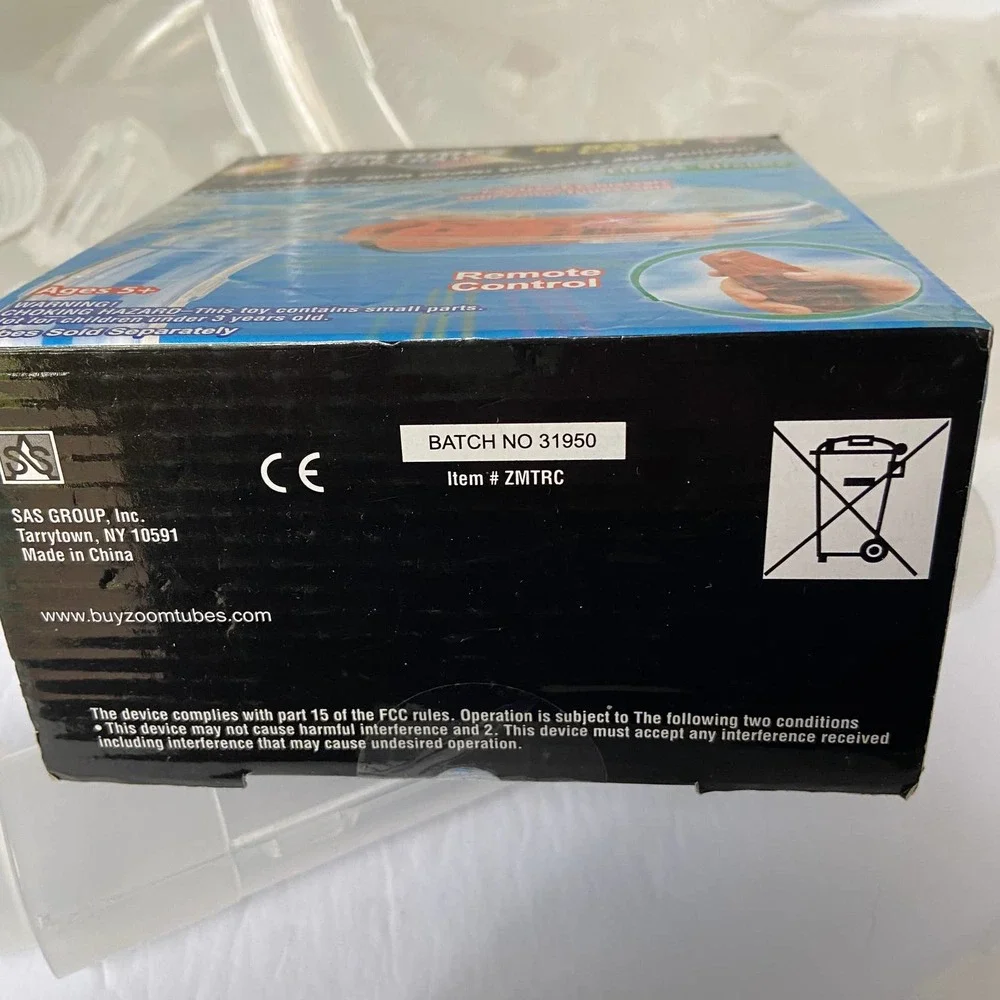 Remote
Control
Ages 5+
WARNING!
CHOKING HAZARD—This toy contains small parts.
under 3 years old.
Sold Separately
SAS
BATCH NO 31950
CE
Item # ZMTRC
SAS GROUP, Inc.
Tarrytown, NY 10591
Made in China
www.buyzoomtubes.com
The device complies with part 15 of the FCC rules. Operation is subject to The following two conditions
• This device may not cause harmful interference and 2. This device must accept any interference received
including interference that may cause undesired operation.